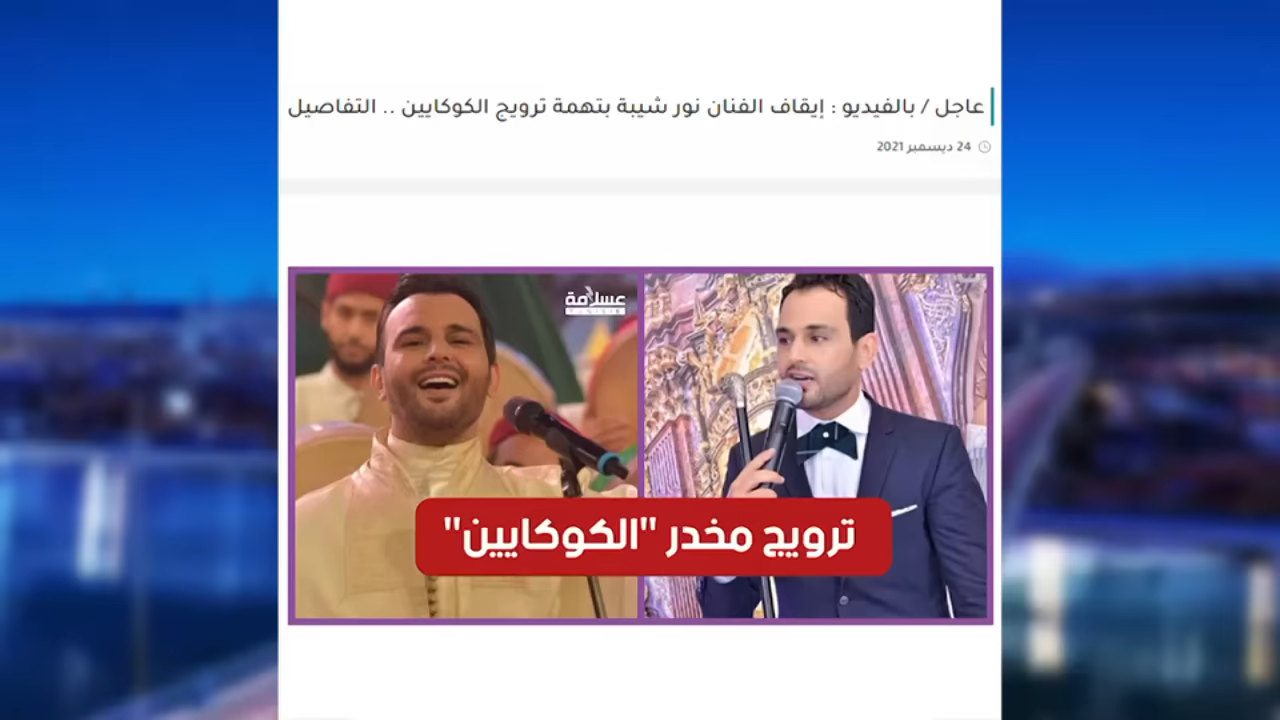 عاجل / بالفيديو : إيقاف الفنان نور شيبة بتهمة ترويج الكوكايين .. التفاصيل
24 ديسمبر 2021
عسلامة
ترويج مخدر "الكوكايين"